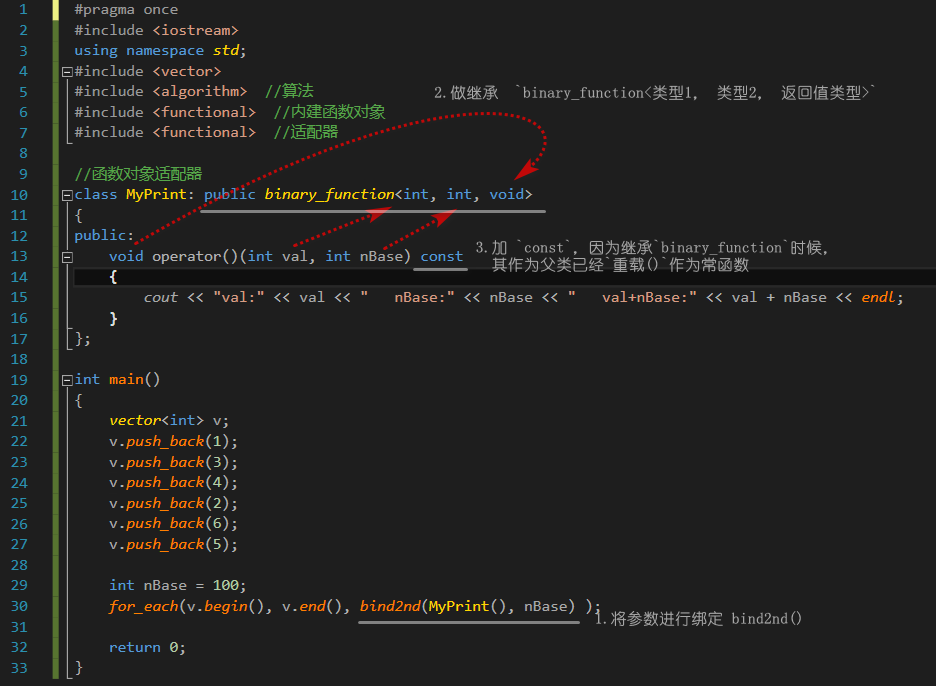 1 #pragma once
2 #include <iostream>
3 using namespace std;
4 #include <vector>
5 #include <algorithm> //算法 2.做继承 `binary_function<类型1, 类型2, 返回值类型>`
6 #include <functional> //内建函数对象
7 #include <functional> //适配器
8
9 //函数对象适配器
10 class MyPrint: public binary_function<int, int, void>
11 {
12 public:
13 void operator()(int val, int nBase) const 3.加 `const`,因为继承`binary_function`时候,
14 { 其作为父类已经`重载()`作为常函数
15 cout << "val:" << val << "   nBase:" << nBase << "   val+nBase:" << val + nBase << endl;
16 }
17 };
18
19 int main()
20 {
21 vector<int> v;
22 v.push_back(1);
23 v.push_back(3);
24 v.push_back(4);
25 v.push_back(2);
26 v.push_back(6);
27 v.push_back(5);
28
29 int nBase = 100;
30 for_each(v.begin(), v.end(), bind2nd(MyPrint(), nBase) );
31 1.将参数进行绑定 bind2nd()
32 return 0;
33 }